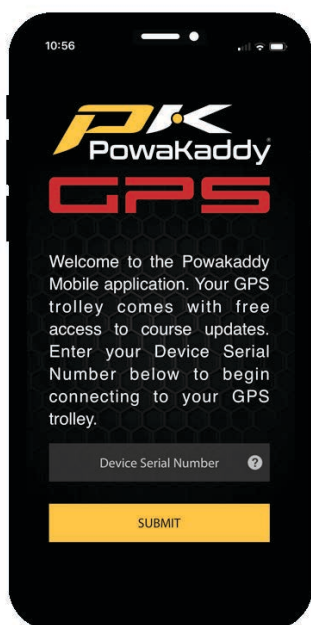 10:56
PK
PowaKaddy
GPS
Welcome to the Powakaddy
Mobile application. Your GPS
trolley comes with free
access to course updates.
Enter your Device Serial
Number below to begin
connecting to your GPS
trolley.
Device Serial Number ?
SUBMIT